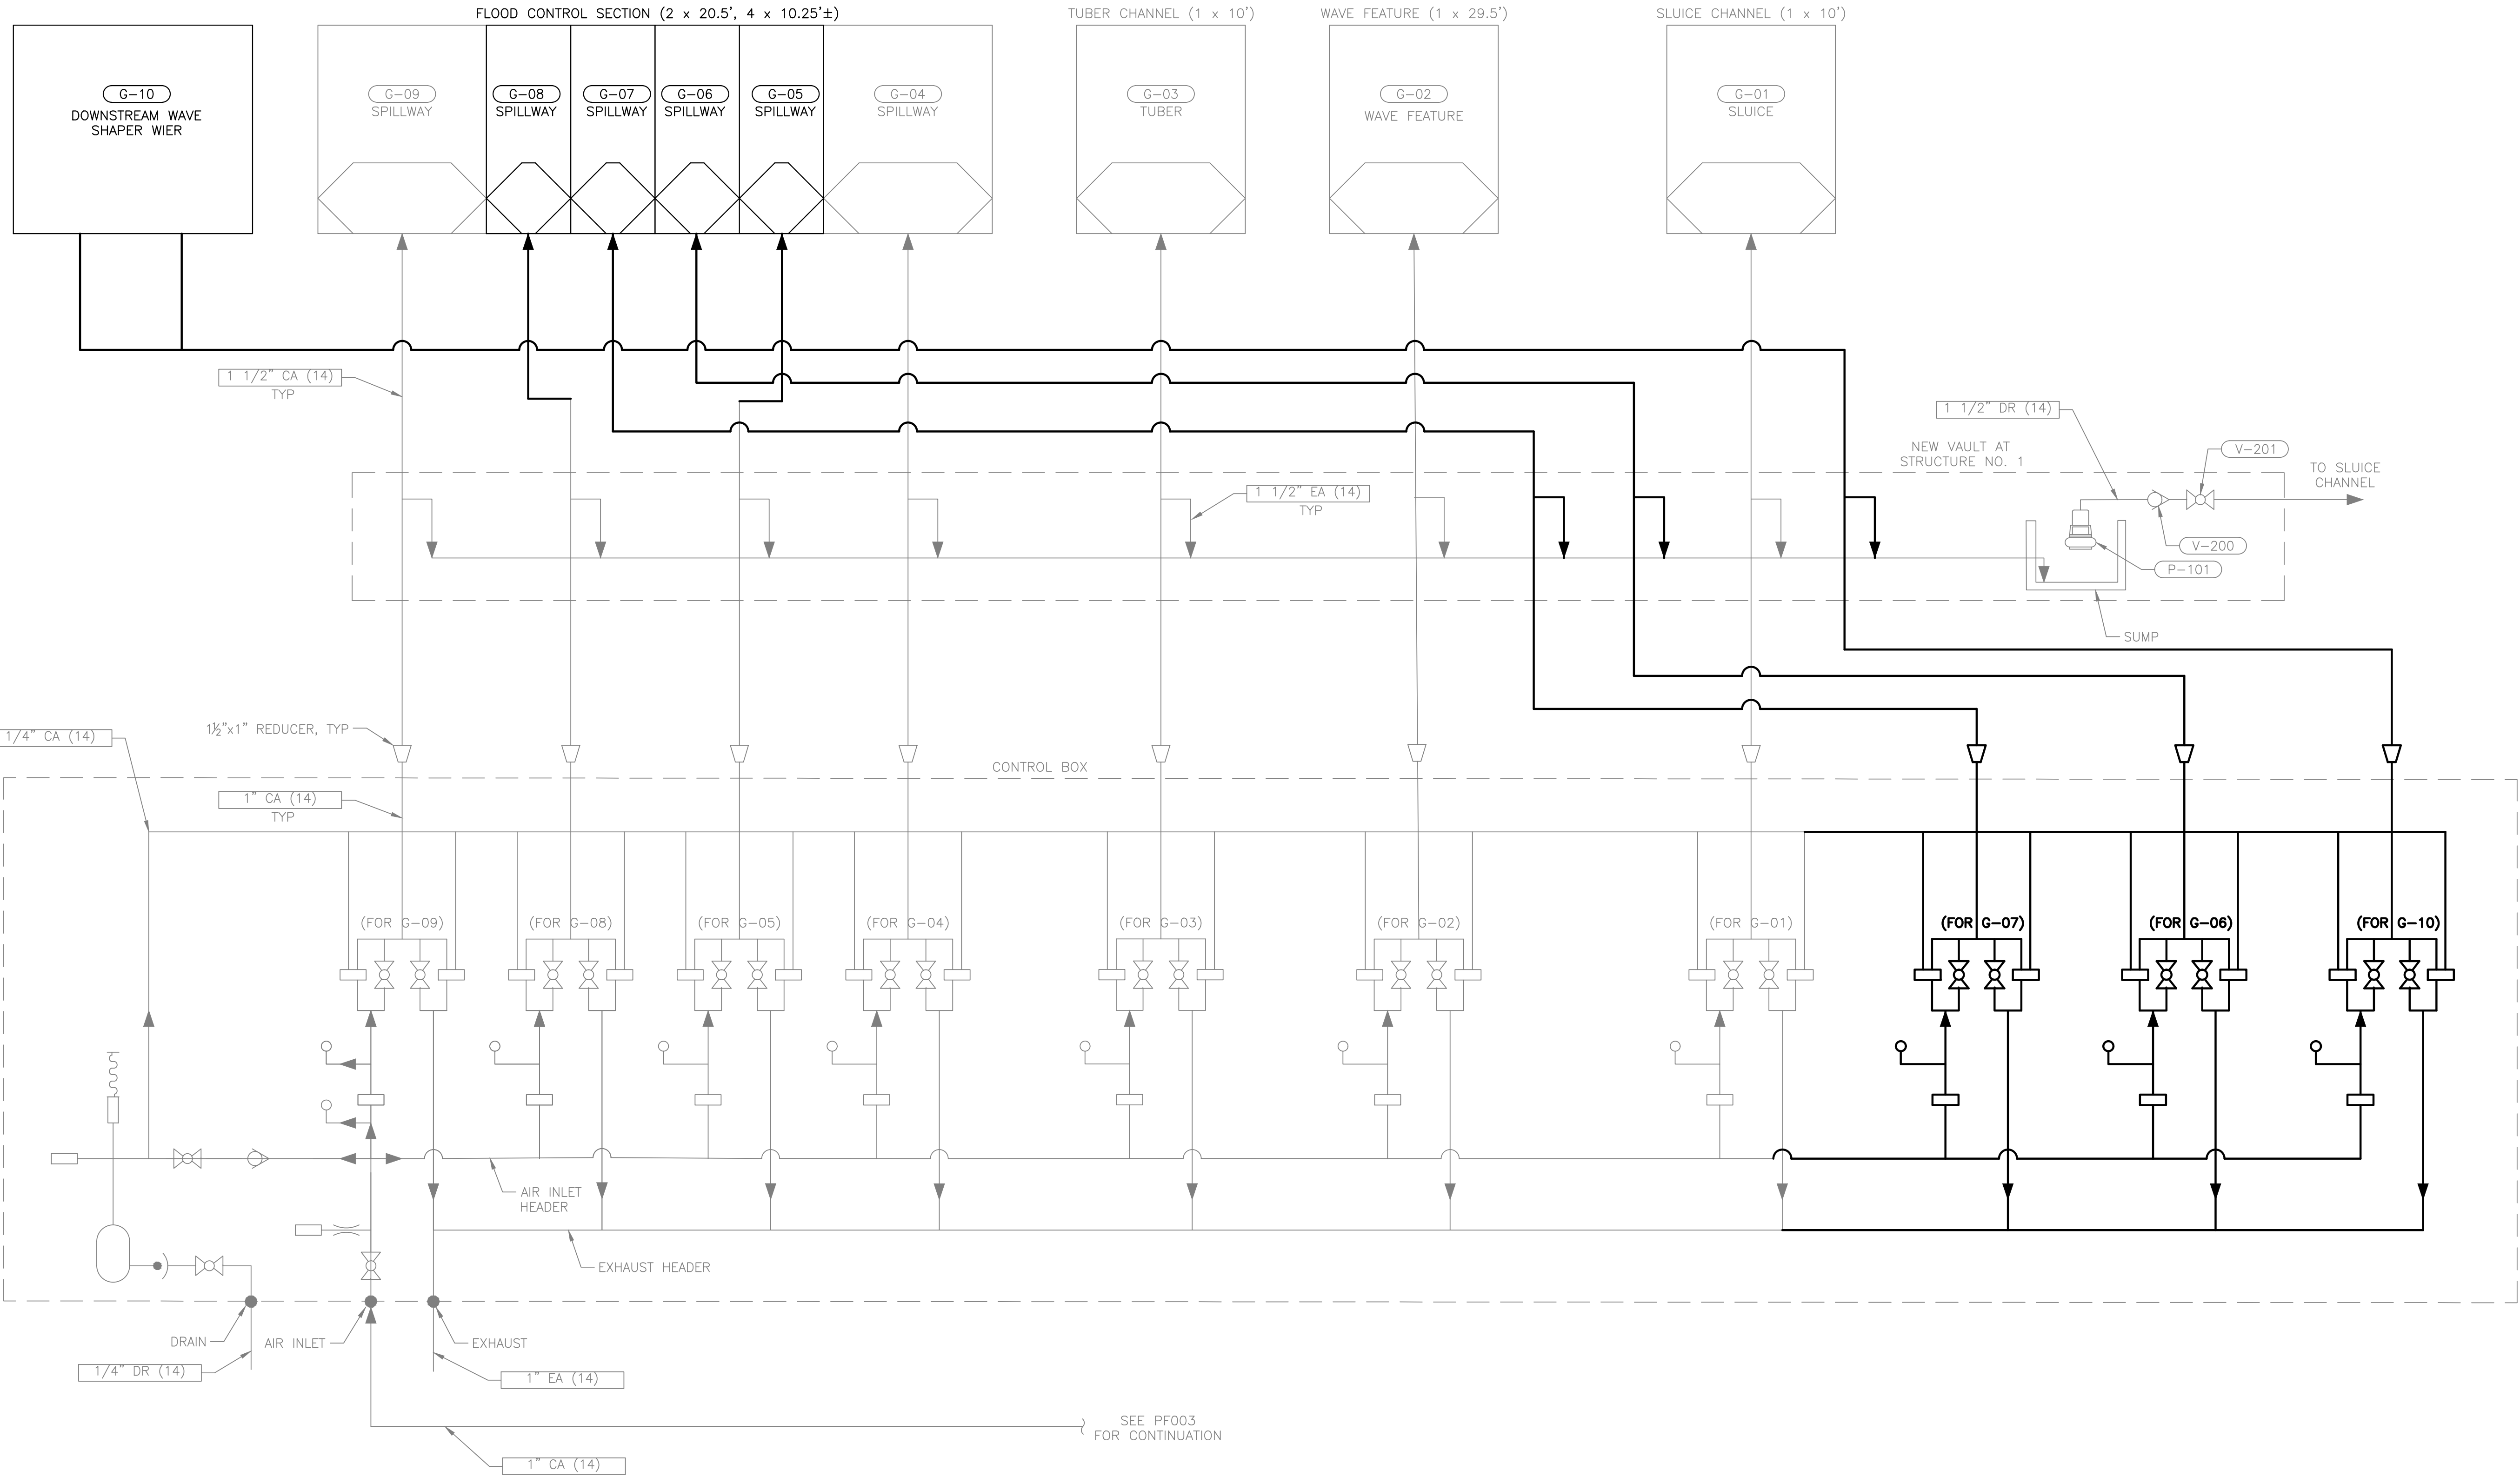 FLOOD CONTROL SECTION (2 x 20.5', 4 x 10.25'±)
TUBER CHANNEL (1 x 10')
WAVE FEATURE (1 x 29.5')
SLUICE CHANNEL (1 x 10')
G-10
DOWNSTREAM WAVE
SHAPER WIER
G-09
SPILLWAY
G-08
SPILLWAY
G-07
SPILLWAY
G-06
SPILLWAY
G-05
SPILLWAY
G-04
SPILLWAY
G-03
TUBER
G-02
WAVE FEATURE
G-01
SLUICE
1 1/2" CA (14)
TYP
1 1/2" DR (14)
NEW VAULT AT
STRUCTURE NO. 1
V-201
TO SLUICE
CHANNEL
1 1/2" EA (14)
TYP
V-200
P-101
SUMP
1½"x1" REDUCER, TYP
1/4" CA (14)
CONTROL BOX
1" CA (14)
TYP
(FOR G-09)
(FOR G-08)
(FOR G-05)
(FOR G-04)
(FOR G-03)
(FOR G-02)
(FOR G-01)
(FOR G-07)
(FOR G-06)
(FOR G-10)
AIR INLET
HEADER
EXHAUST HEADER
DRAIN
AIR INLET
EXHAUST
1/4" DR (14)
1" EA (14)
SEE PF003
FOR CONTINUATION
1" CA (14)